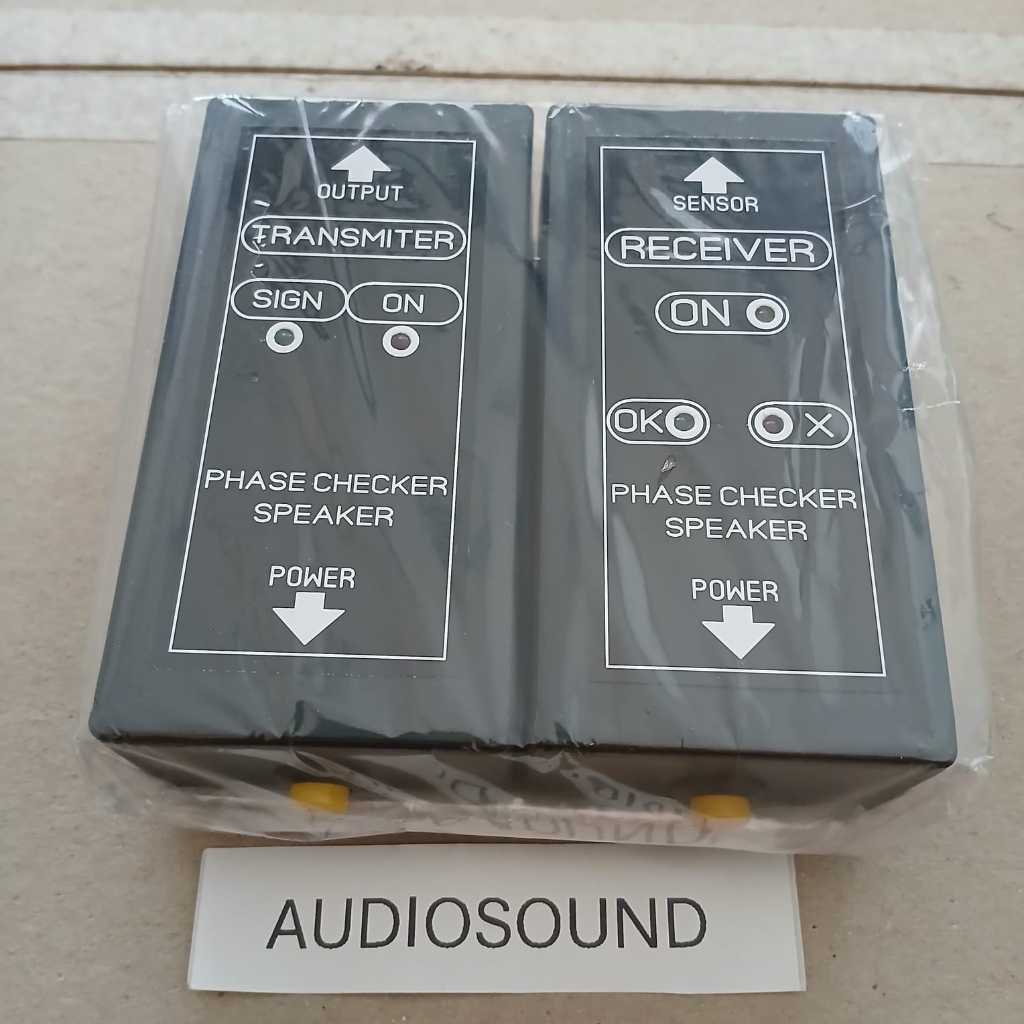 OUTPUT
TRANSMITER
SIGN ON
PHASE CHECKER
SPEAKER
POWER
SENSOR
RECEIVER
ON
OK X
PHASE CHECKER
SPEAKER
POWER
AUDIOSOUND